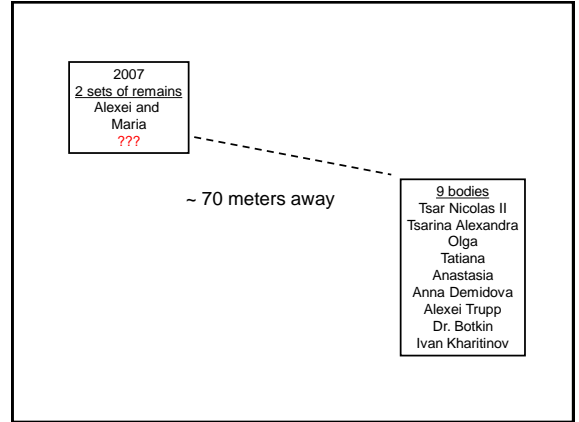 2007
2 sets of remains
Alexei and
Maria
???
~ 70 meters away
9 bodies
Tsar Nicolas II
Tsarina Alexandra
Olga
Tatiana
Anastasia
Anna Demidova
Alexei Trupp
Dr. Botkin
Ivan Kharitinov